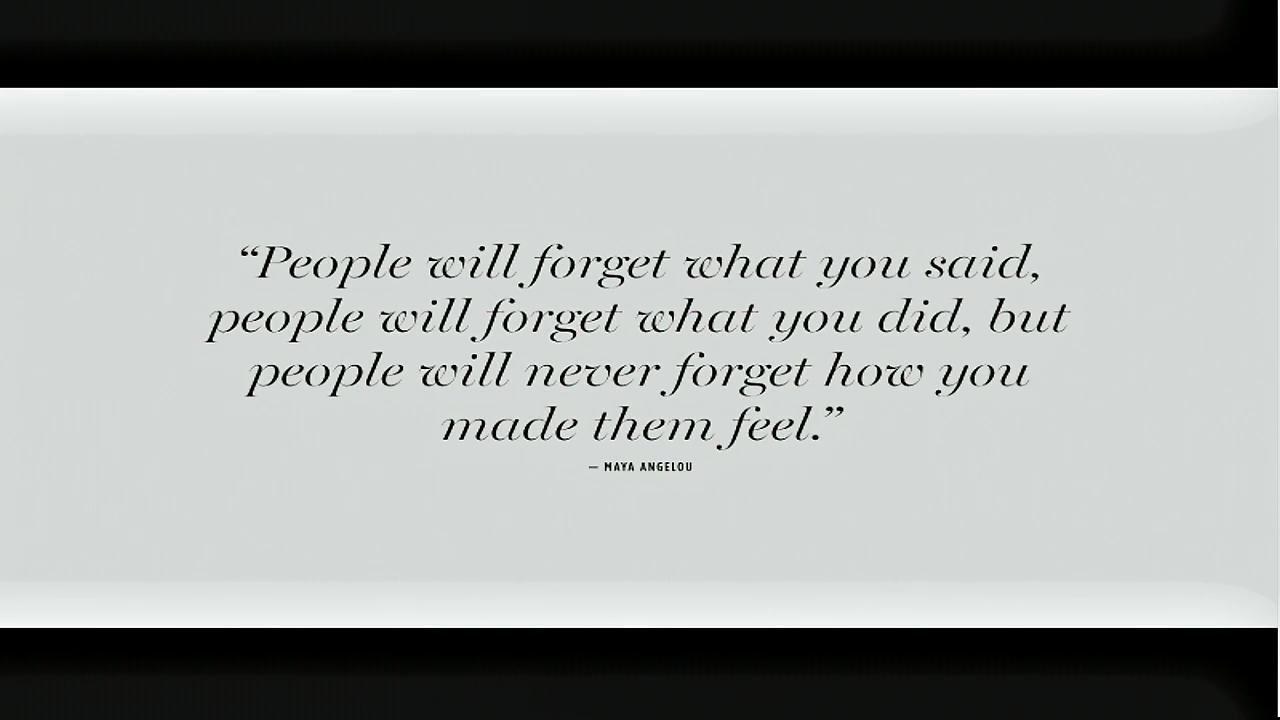 “People will forget what you said,
people will forget what you did, but
people will never forget how you
made them feel.”
— MAYA ANGELOU